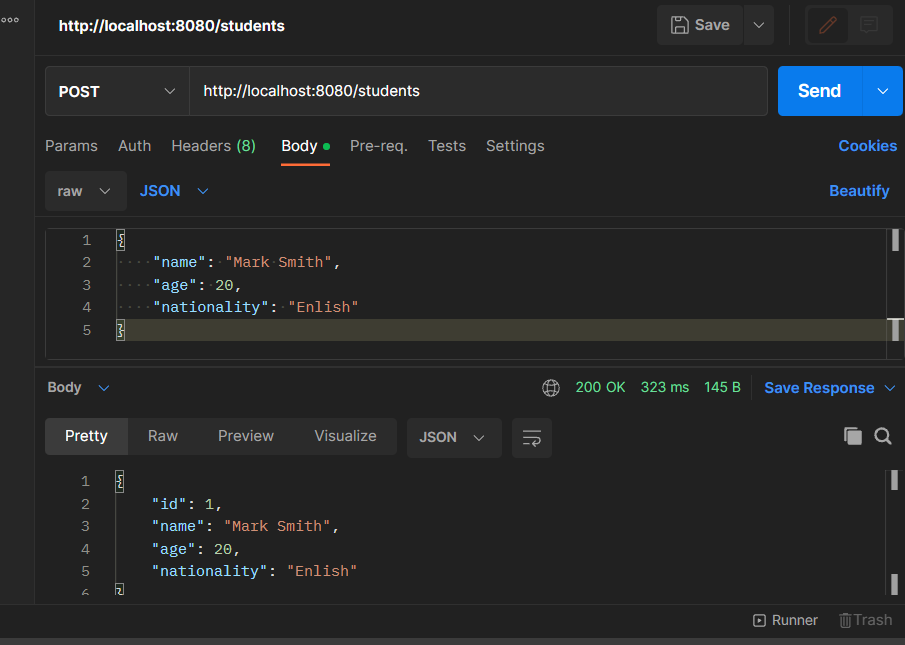 http://localhost:8080/students Save
POST http://localhost:8080/students Send
Params Auth Headers (8) Body Pre-req. Tests Settings Cookies
raw JSON Beautify
1 {
2 "name": "Mark Smith",
3 "age": 20,
4 "nationality": "Enlish"
5 }
Body 200 OK 323 ms 145 B Save Response
Pretty Raw Preview Visualize JSON
1 {
2 "id": 1,
3 "name": "Mark Smith",
4 "age": 20,
5 "nationality": "Enlish"
6 }
Runner Trash